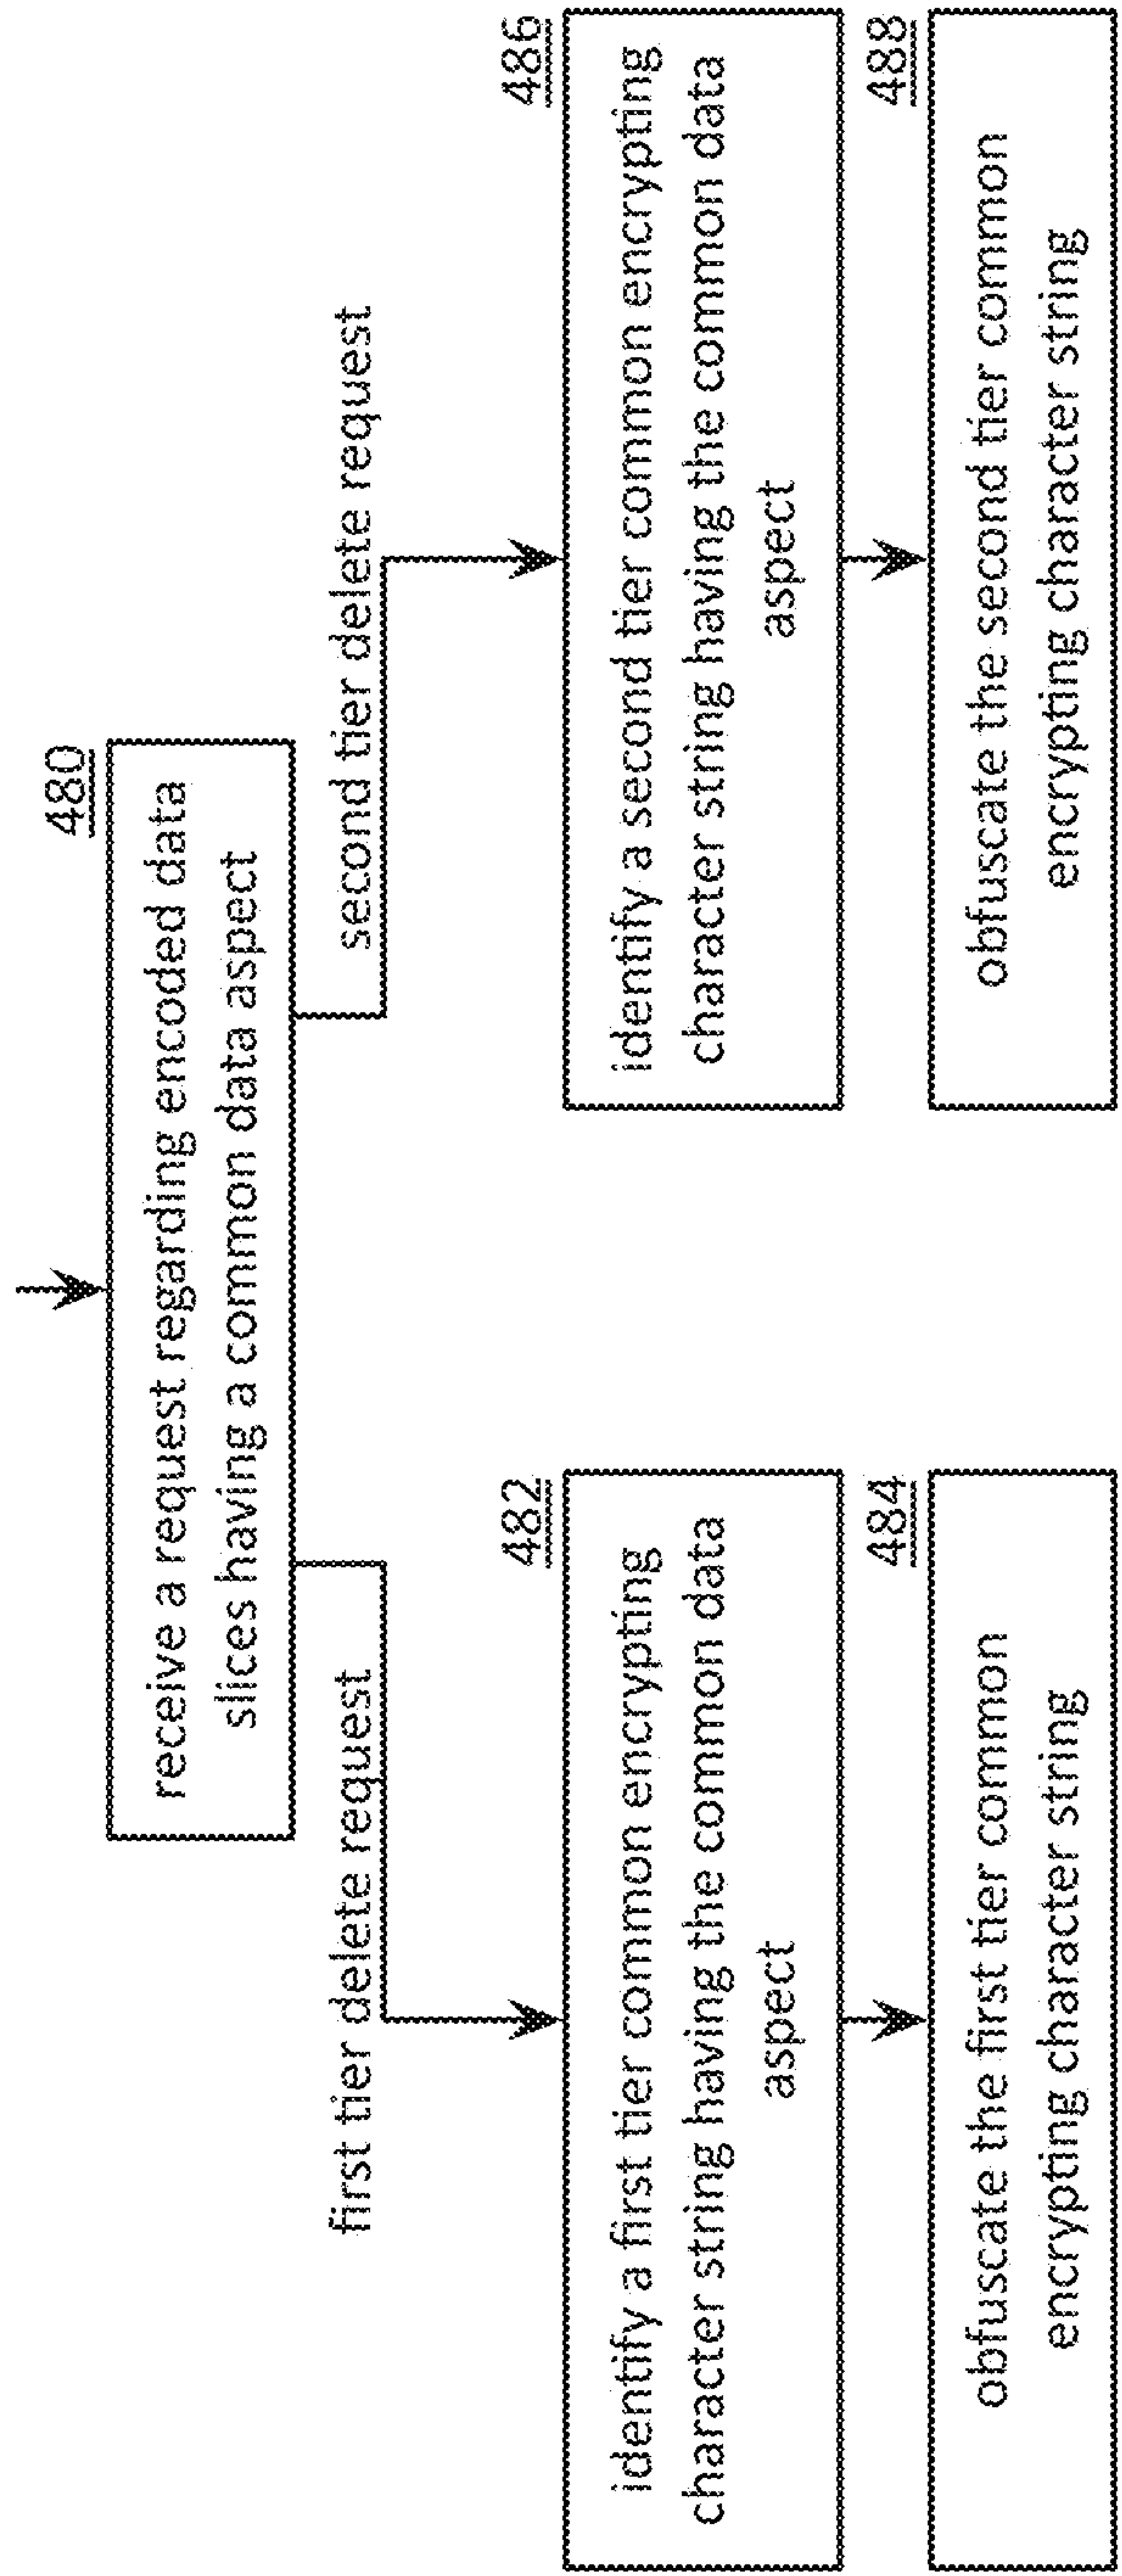 480
receive a request regarding encoded data
slices having a common data aspect
first tier delete request
second tier delete request
482
identify a first tier common encrypting
character string having the common data
aspect
484
obfuscate the first tier common
encrypting character string
486
identify a second tier common encrypting
character string having the common data
aspect
488
obfuscate the second tier common
encrypting character string